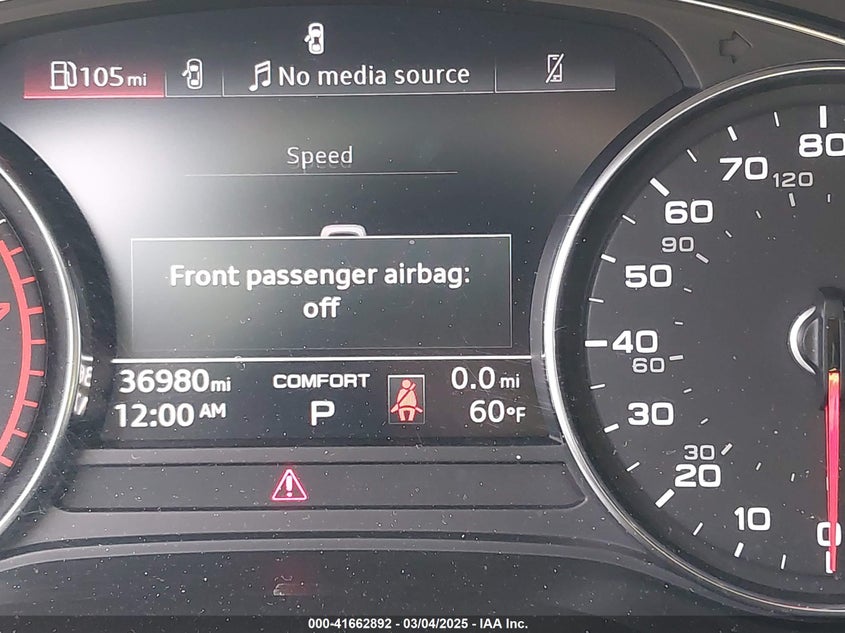 105 mi
No media source
Speed
Front passenger airbag:
off
36980 mi
COMFORT
0.0 mi
12:00 AM
P
60°F
80
70
120
60
90
50
40
60
30
30
20
10
0
000-41662892 - 03/04/2025 - IAA Inc.